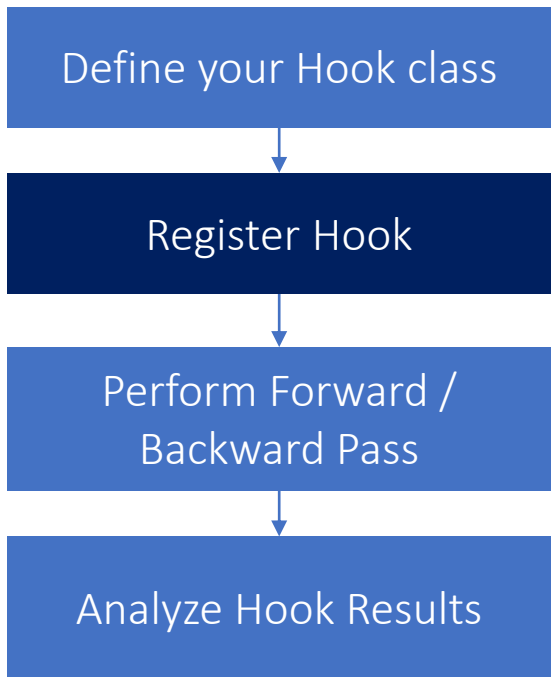 Define your Hook class
Register Hook
Perform Forward /
Backward Pass
Analyze Hook Results